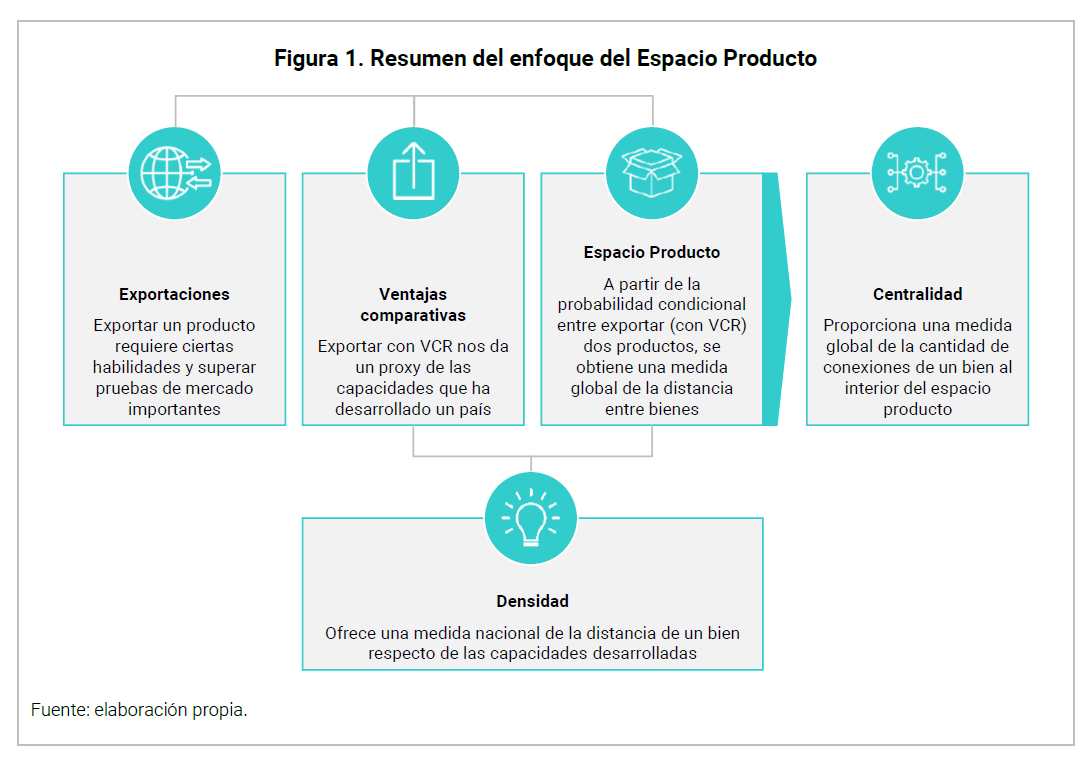 Figura 1. Resumen del enfoque del Espacio Producto
Exportaciones
Exportar un producto
requiere ciertas
habilidades y superar
pruebas de mercado
importantes
Ventajas
comparativas
Exportar con VCR nos da
un proxy de las
capacidades que ha
desarrollado un país
Espacio Producto
A partir de la
probabilidad condicional
entre exportar (con VCR)
dos productos, se
obtiene una medida
global de la distancia
entre bienes
Centralidad
Proporciona una medida
global de la cantidad de
conexiones de un bien al
interior del espacio
producto
Densidad
Ofrece una medida nacional de la distancia de un bien
respecto de las capacidades desarrolladas
Fuente: elaboración propia.